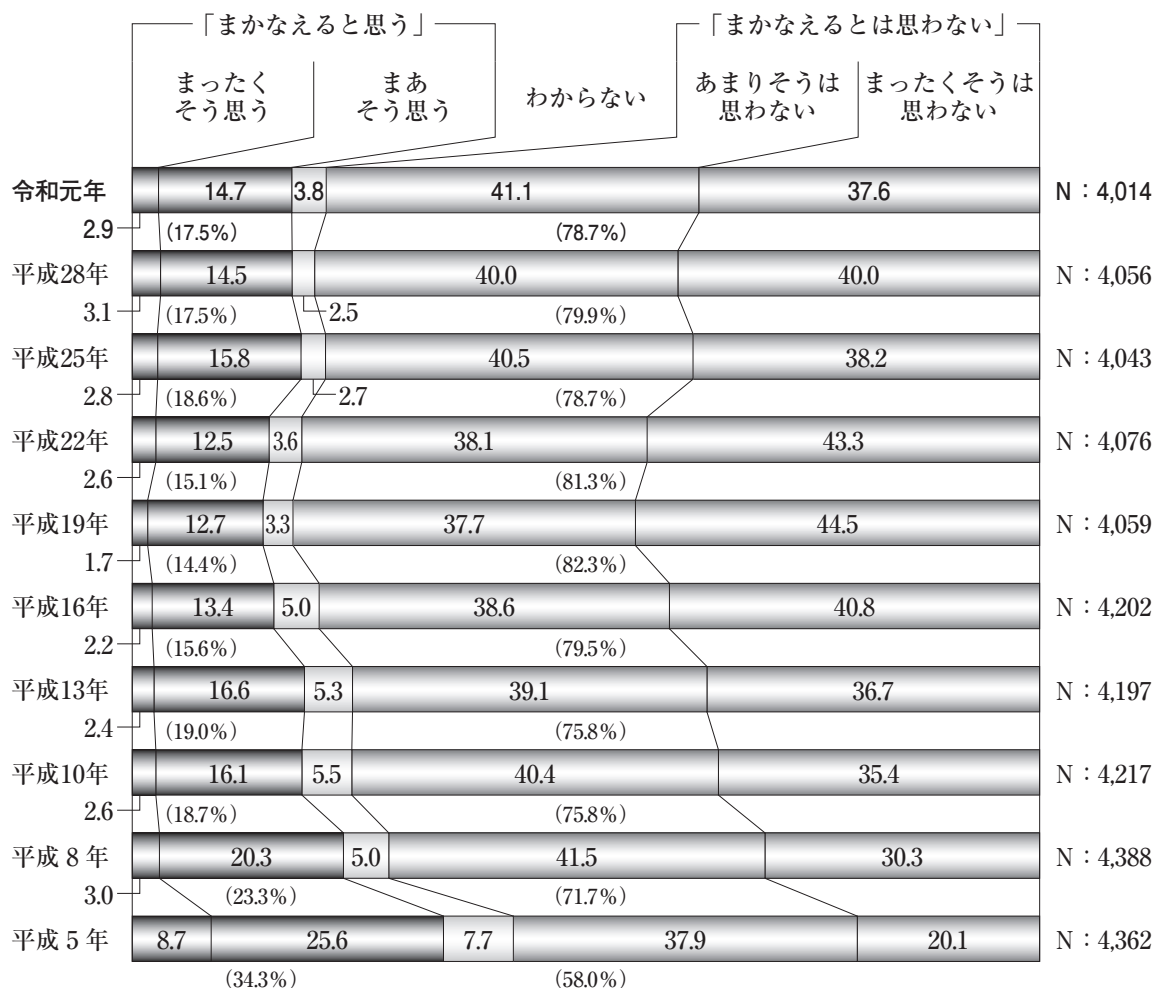 「まかなえると思う」
「まかなえるとは思わない」
まったく
そう思う
まあ
そう思う
わからない
あまりそうは
思わない
まったくそうは
思わない
令和元年 14.7 3.8 41.1 37.6 N：4,014
2.9 (17.5%) (78.7%)
平成28年 14.5 40.0 40.0 N：4,056
3.1 (17.5%) 2.5 (79.9%)
平成25年 15.8 40.5 38.2 N：4,043
2.8 (18.6%) 2.7 (78.7%)
平成22年 12.5 3.6 38.1 43.3 N：4,076
2.6 (15.1%) (81.3%)
平成19年 12.7 3.3 37.7 44.5 N：4,059
1.7 (14.4%) (82.3%)
平成16年 13.4 5.0 38.6 40.8 N：4,202
2.2 (15.6%) (79.5%)
平成13年 16.6 5.3 39.1 36.7 N：4,197
2.4 (19.0%) (75.8%)
平成10年 16.1 5.5 40.4 35.4 N：4,217
2.6 (18.7%) (75.8%)
平成 8 年 20.3 5.0 41.5 30.3 N：4,388
3.0 (23.3%) (71.7%)
平成 5 年 8.7 25.6 7.7 37.9 20.1 N：4,362
(34.3%) (58.0%)